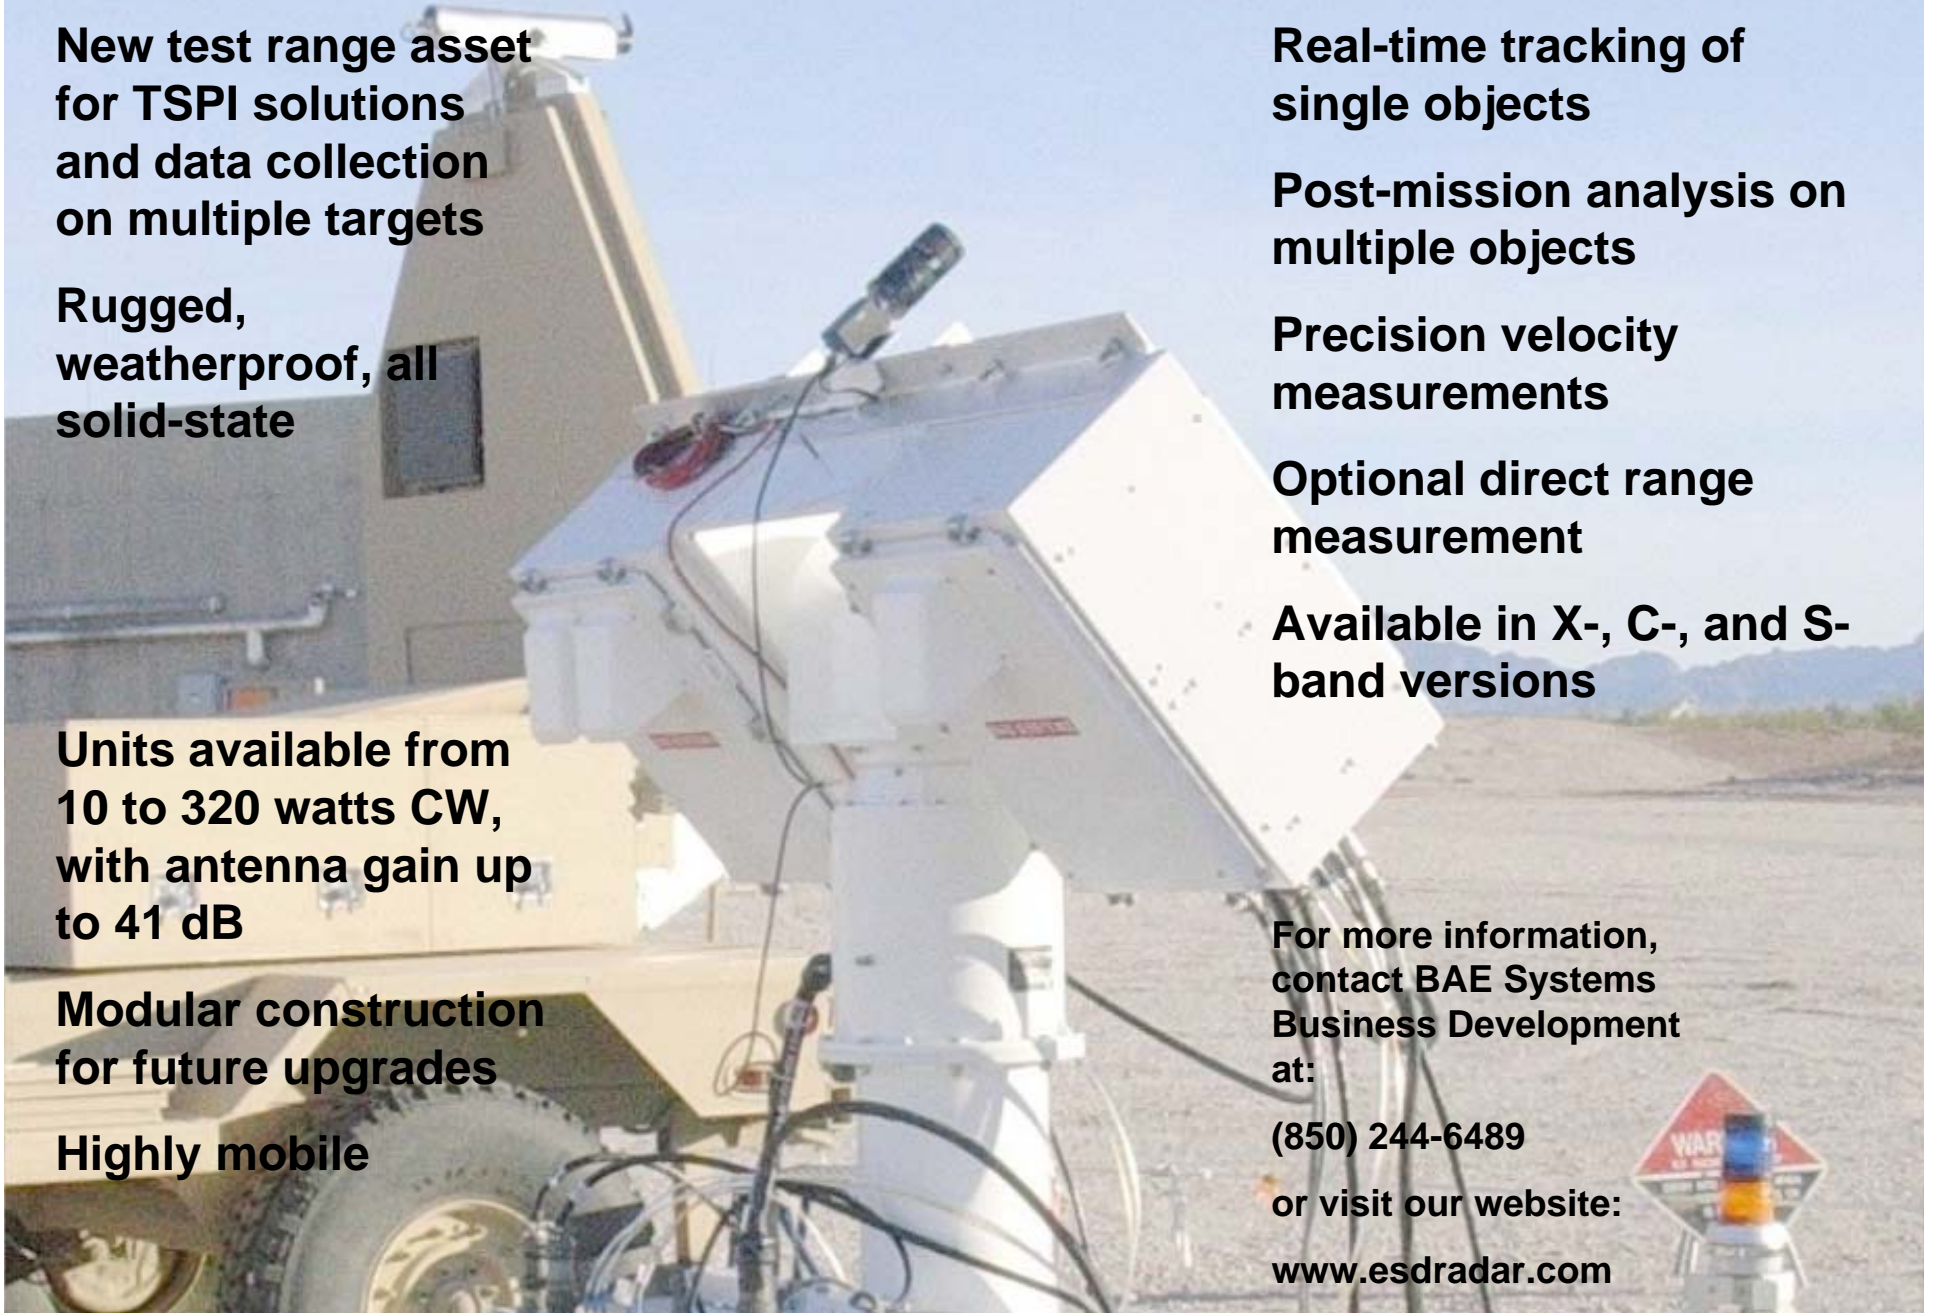 New test range asset
for TSPI solutions
and data collection
on multiple targets
Rugged,
weatherproof, all
solid-state
Units available from
10 to 320 watts CW,
with antenna gain up
to 41 dB
Modular construction
for future upgrades
Highly mobile
Real-time tracking of
single objects
Post-mission analysis on
multiple objects
Precision velocity
measurements
Optional direct range
measurement
Available in X-, C-, and S-
band versions
For more information,
contact BAE Systems
Business Development
at:
(850) 244-6489
or visit our website:
www.esdradar.com